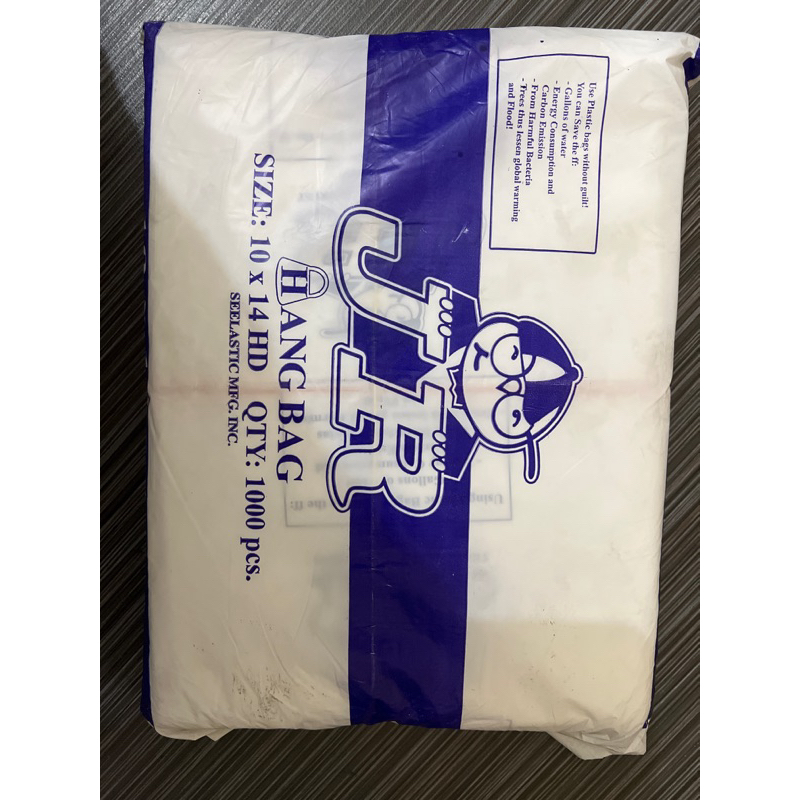 Use Plastic bags without guilt!
You can Save the ff:
- Gallons of water
- Energy Consumption and
Carbon Emission
- From Harmful Bacteria
- Trees thus lessen global warming
and Flood!
JR
HANG BAG
SIZE: 10 x 14 HD QTY: 1000 pcs.
SEELASTIC MFG. INC.